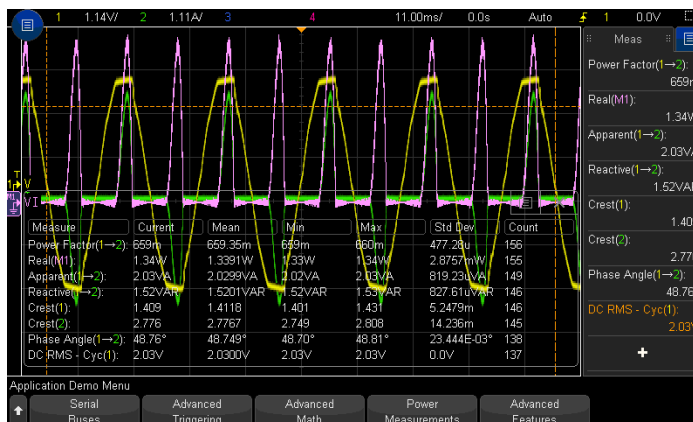 1 1.14V/ 2 1.11A/ 3 4 11.00ms/ 0.0s Auto 1 0.0V
Meas
Power Factor(1→2):
659m
Real(M1):
1.34W
Apparent(1→2):
2.03VA
Reactive(1→2):
1.52VAR
Crest(1):
1.40
Crest(2):
2.77
Phase Angle(1→2):
48.76
DC RMS - Cyc(1):
2.03V
T
1 V
M1 VI
Measure Current Mean Min Max Std Dev Count
Power Factor(1→2): 659m 659.35m 659m 660m 477.28u 156
Real(M1): 1.34W 1.3391W 1.33W 1.34W 2.8757mW 155
Apparent(1→2): 2.03VA 2.0299VA 2.02VA 2.03VA 819.23uVA 149
Reactive(1→2): 1.52VAR 1.5201VAR 1.52VAR 1.53VAR 827.61uVAR 146
Crest(1): 1.409 1.4118 1.401 1.431 5.2479m 146
Crest(2): 2.776 2.7767 2.749 2.808 14.236m 145
Phase Angle(1→2): 48.76° 48.749° 48.70° 48.81° 23.444E-03° 138
DC RMS - Cyc(1): 2.03V 2.0300V 2.03V 2.03V 0.0V 137
Application Demo Menu
Serial Buses
Advanced Triggering
Advanced Math
Power Measurements
Advanced Features